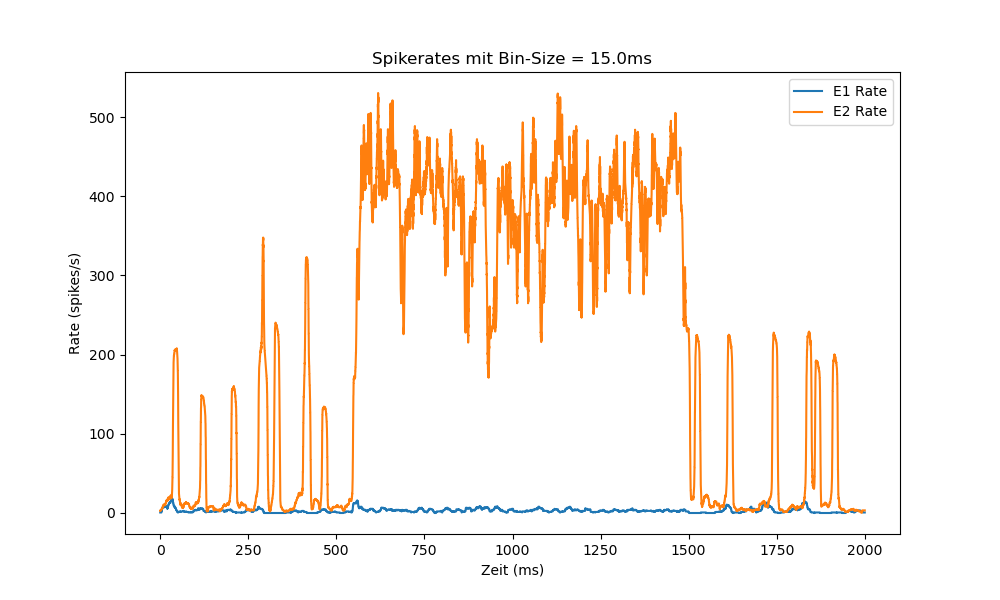 Spikerates mit Bin-Size = 15.0ms
E1 Rate
E2 Rate
500
400
300
200
100
0
Rate (spikes/s)
0 250 500 750 1000 1250 1500 1750 2000
Zeit (ms)